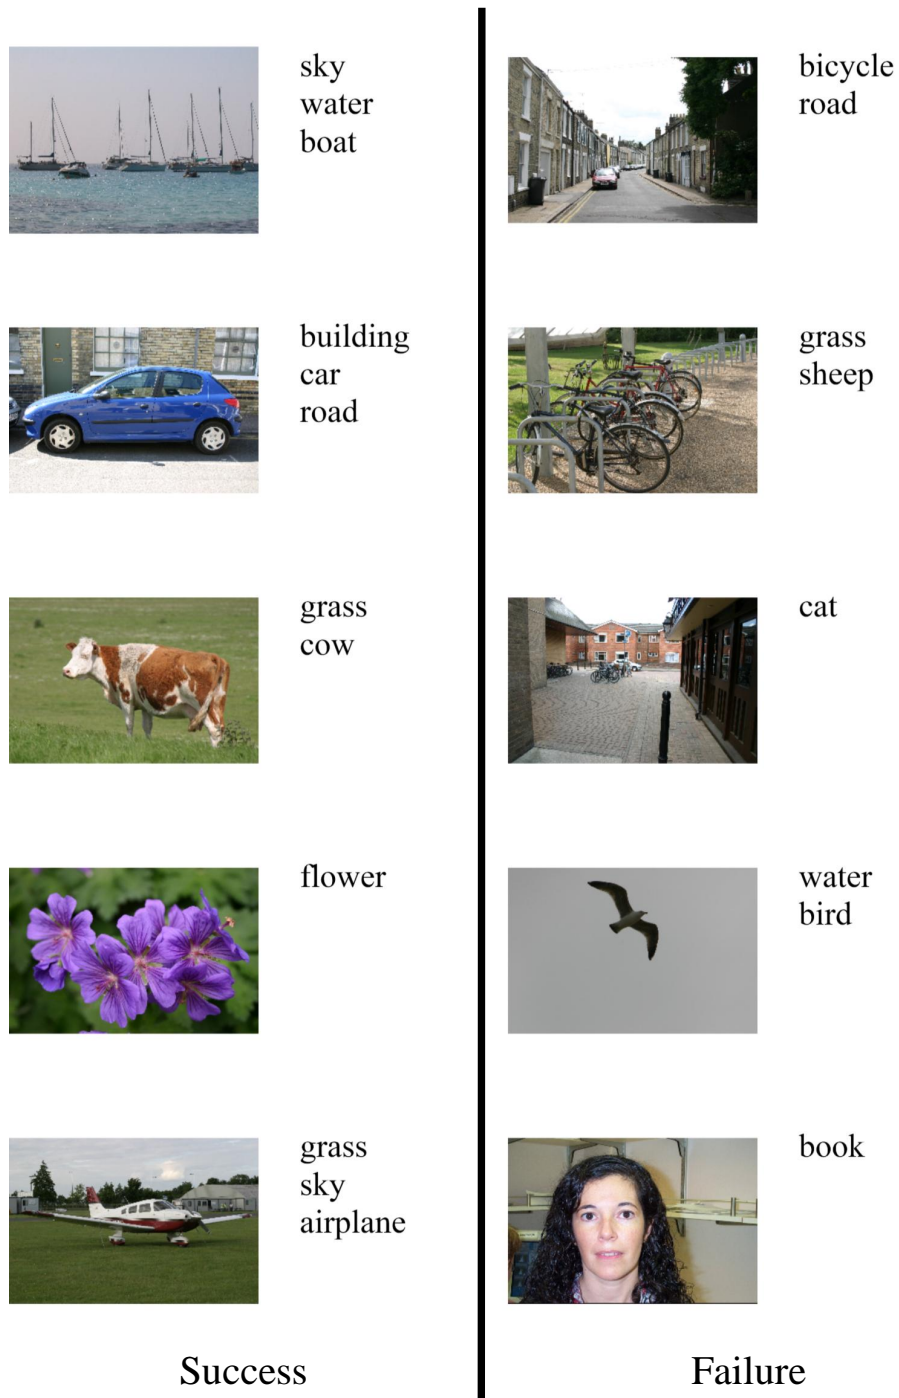 sky
water
boat
building
car
road
grass
cow
flower
grass
sky
airplane
Success
bicycle
road
grass
sheep
cat
water
bird
book
Failure